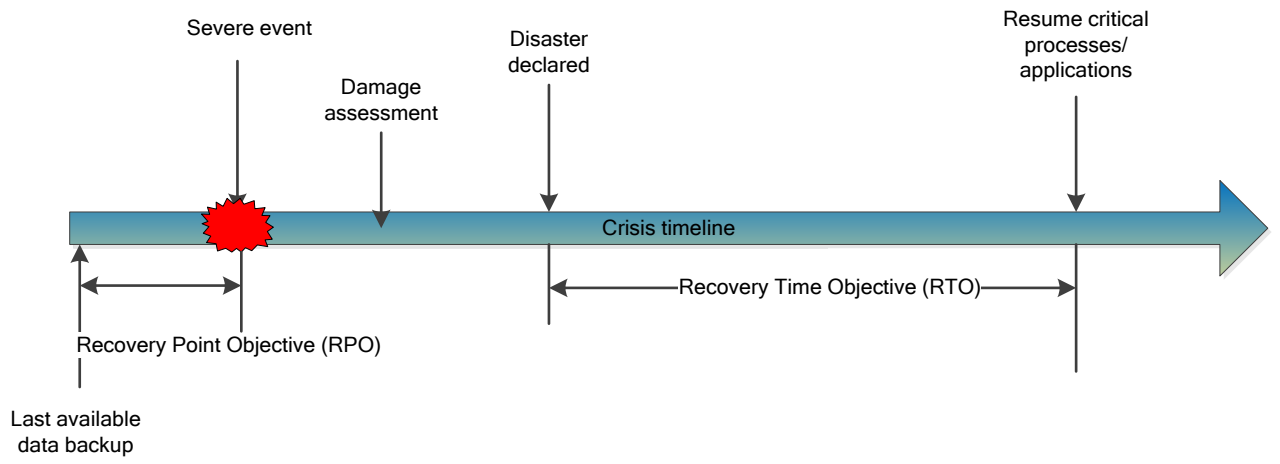 Severe event
Disaster
declared
Resume critical
processes/
applications
Damage
assessment
Crisis timeline
Recovery Time Objective (RTO)
Recovery Point Objective (RPO)
Last available
data backup